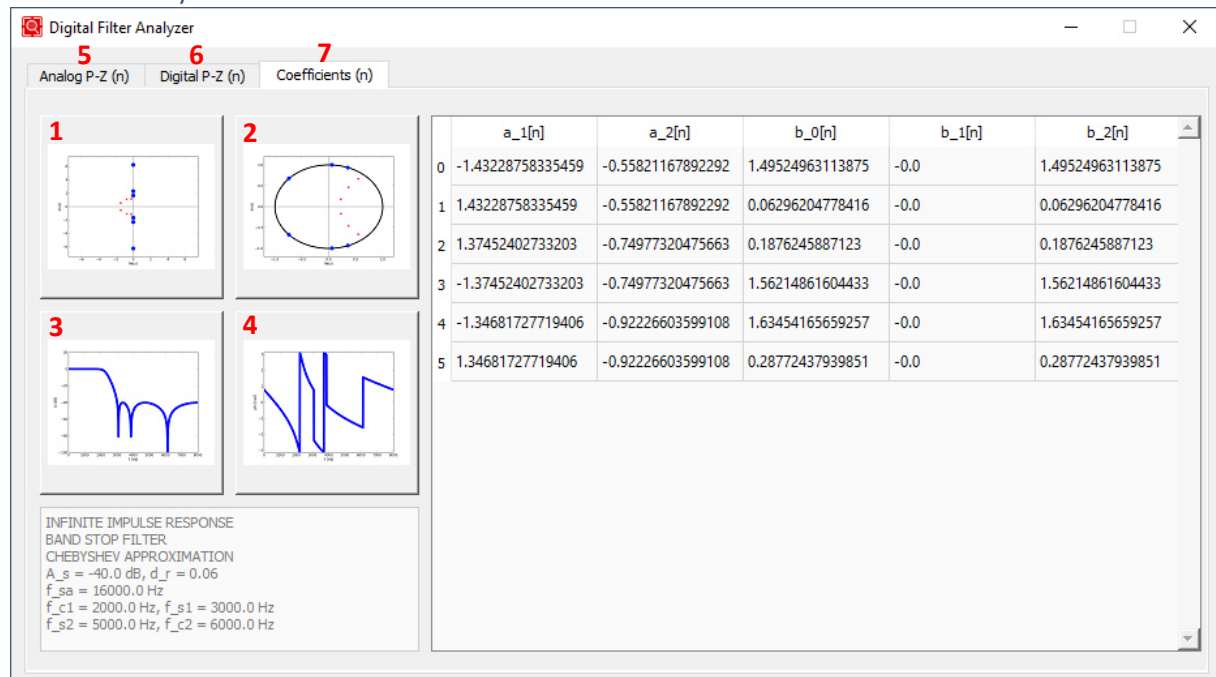 Digital Filter Analyzer
5 6 7
Analog P-Z (n) Digital P-Z (n) Coefficients (n)
1 2
3 4
a_1[n] a_2[n] b_0[n] b_1[n] b_2[n]
0 -1.43228758335459 -0.55821167892292 1.49524963113875 -0.0 1.49524963113875
1 1.43228758335459 -0.55821167892292 0.06296204778416 -0.0 0.06296204778416
2 1.37452402733203 -0.74977320475663 0.1876245887123 -0.0 0.1876245887123
3 -1.37452402733203 -0.74977320475663 1.56214861604433 -0.0 1.56214861604433
4 -1.34681727719406 -0.92226603599108 1.63454165659257 -0.0 1.63454165659257
5 1.34681727719406 -0.92226603599108 0.28772437939851 -0.0 0.28772437939851
INFINITE IMPULSE RESPONSE
BAND STOP FILTER
CHEBYSHEV APPROXIMATION
A_s = -40.0 dB, d_r = 0.06
f_sa = 16000.0 Hz
f_c1 = 2000.0 Hz, f_s1 = 3000.0 Hz
f_s2 = 5000.0 Hz, f_c2 = 6000.0 Hz